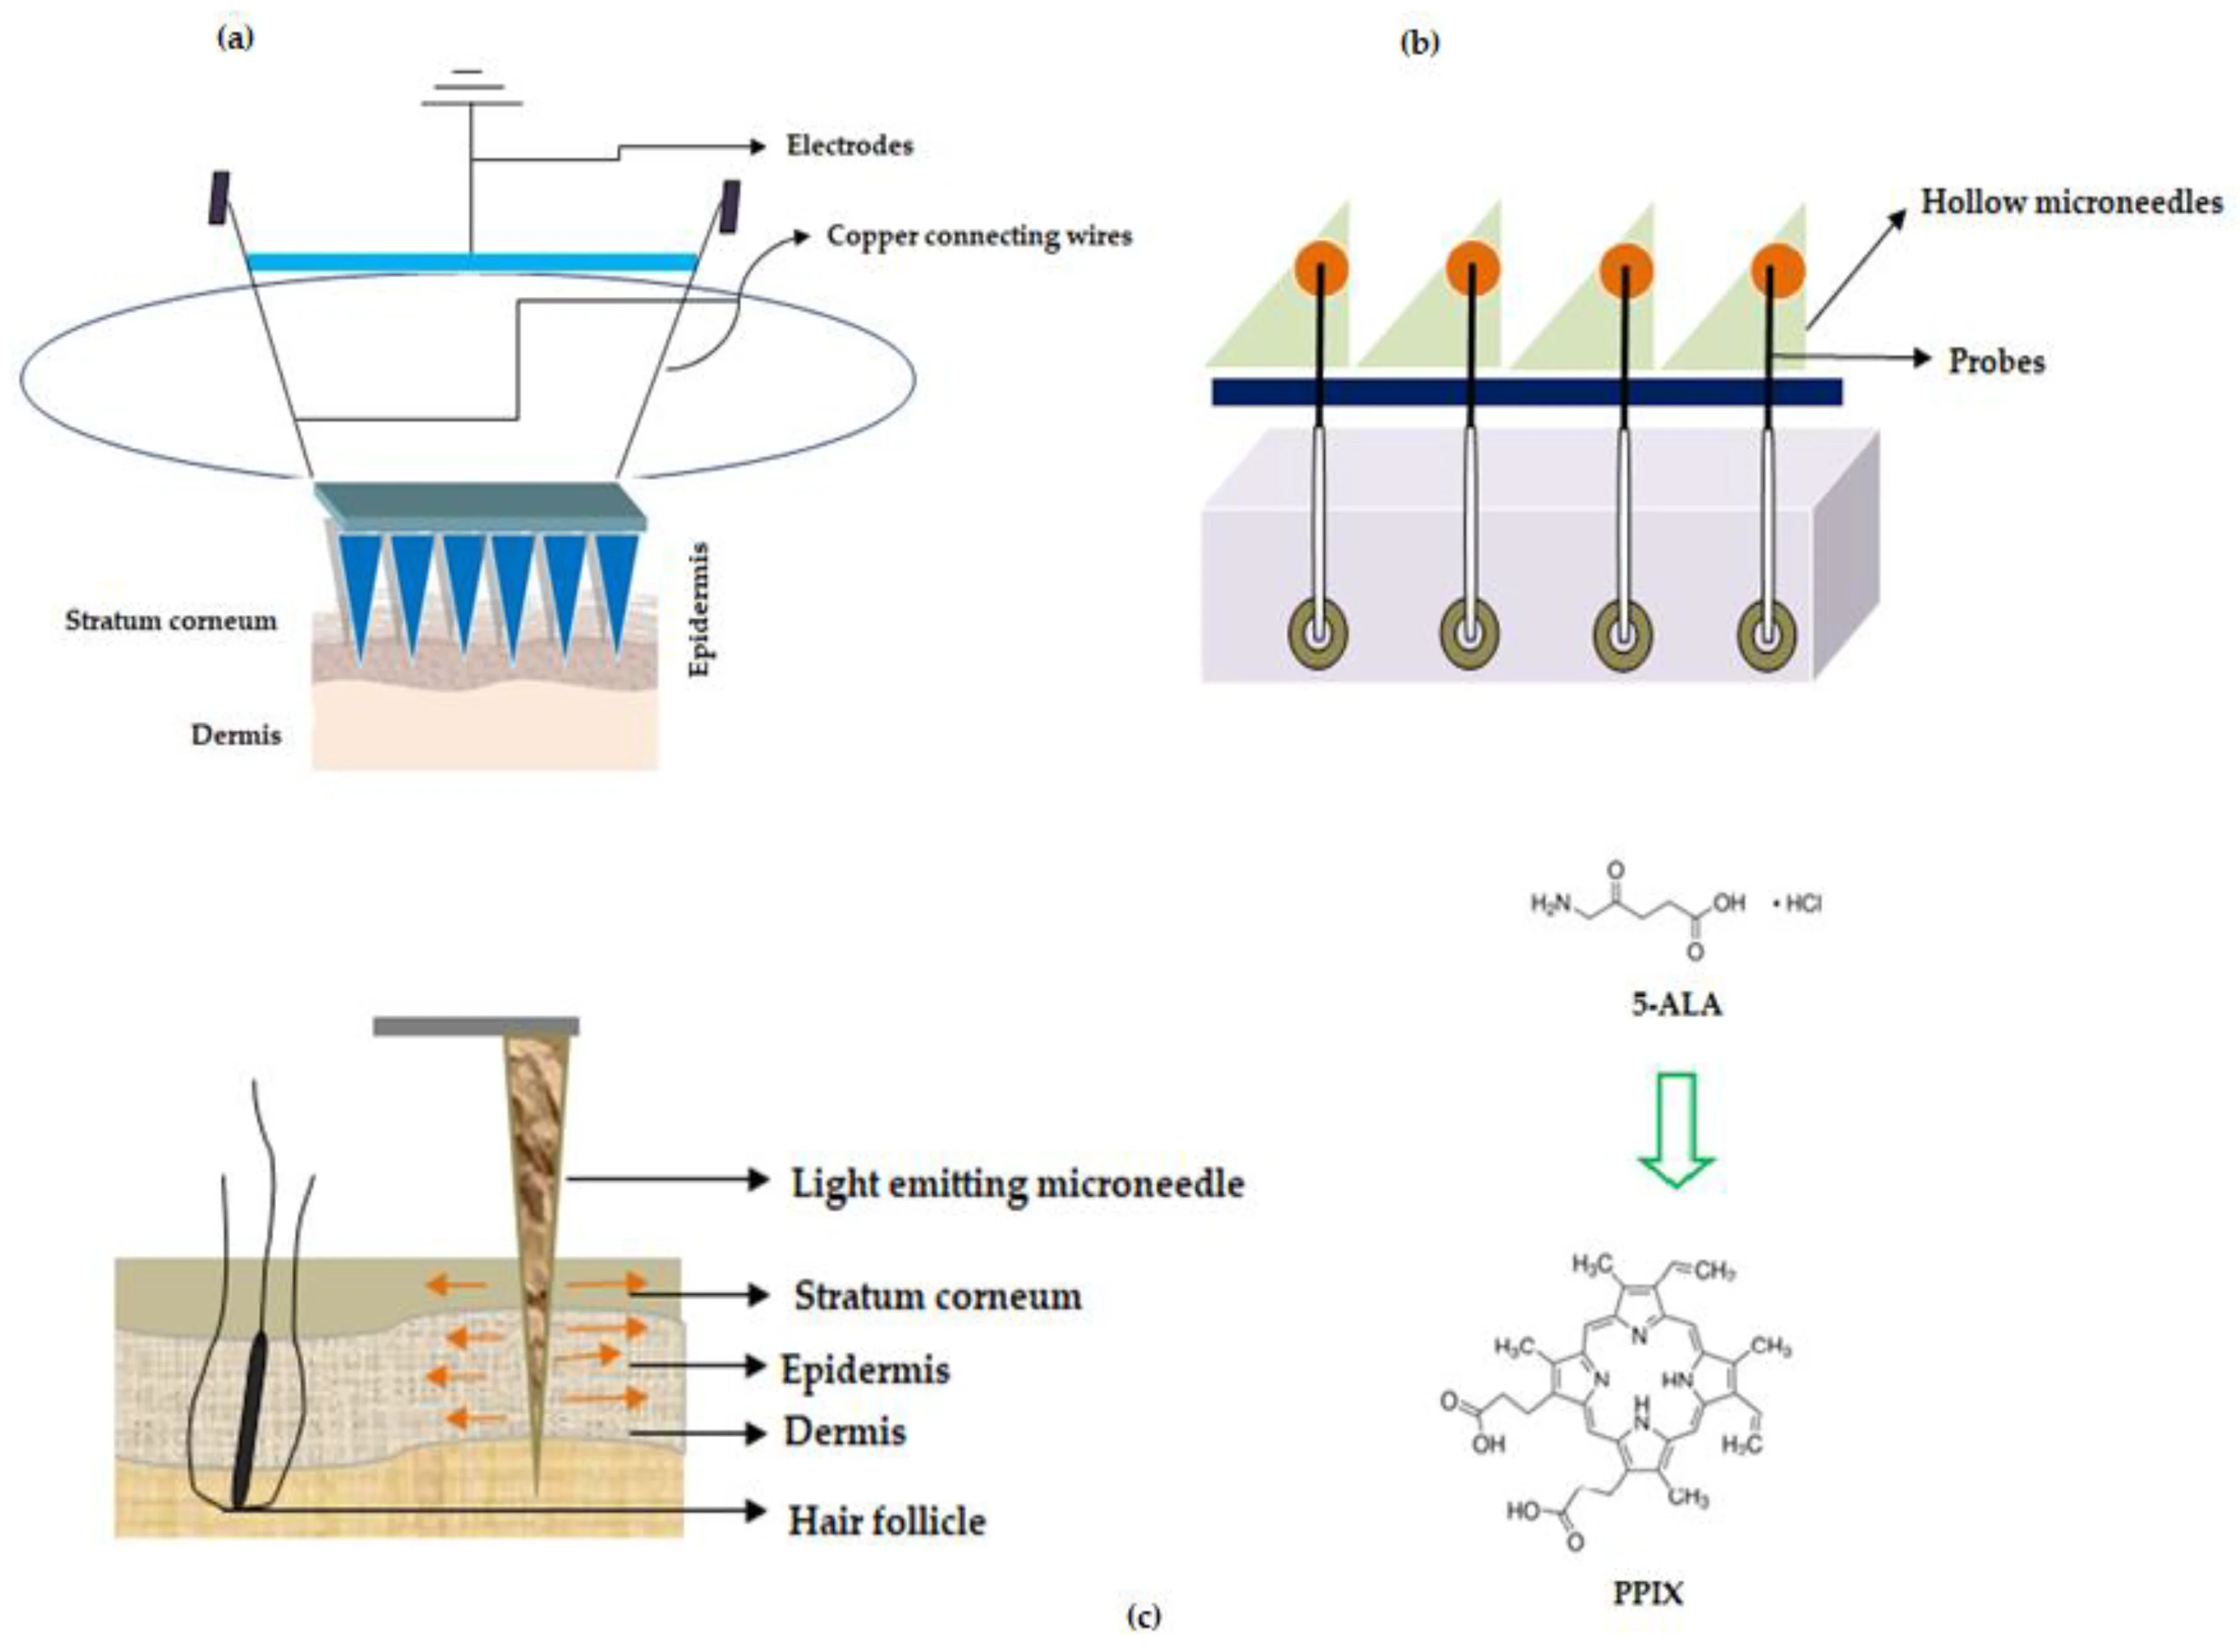 (a)
Electrodes
Copper connecting wires
Stratum corneum
Epidermis
Dermis
(b)
Hollow microneedles
Probes
Light emitting microneedle
Stratum corneum
Epidermis
Dermis
Hair follicle
O
H₂N
OH
• HCl
O
5-ALA
H₃C
CH₂
N
H₃C
CH₃
N
HN
O
OH
H
N
H₂C
CH₃
HO
O
PPIX
(c)